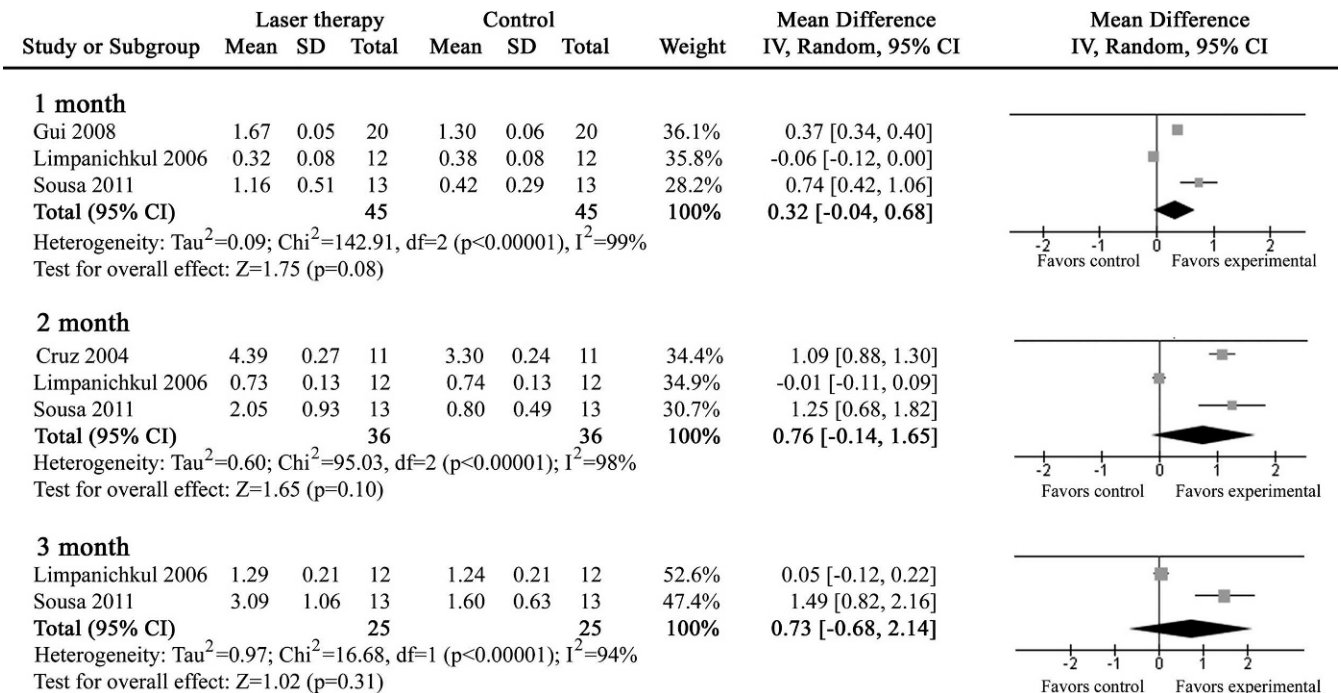 Laser therapy Control Mean Difference Mean Difference
Study or Subgroup Mean SD Total Mean SD Total Weight IV, Random, 95% CI IV, Random, 95% CI
1 month
Gui 2008 1.67 0.05 20 1.30 0.06 20 36.1% 0.37 [0.34, 0.40]
Limpanichkul 2006 0.32 0.08 12 0.38 0.08 12 35.8% -0.06 [-0.12, 0.00]
Sousa 2011 1.16 0.51 13 0.42 0.29 13 28.2% 0.74 [0.42, 1.06]
Total (95% CI) 45 45 100% 0.32 [-0.04, 0.68]
Heterogeneity: Tau²=0.09; Chi²=142.91, df=2 (p<0.00001), I²=99%
Test for overall effect: Z=1.75 (p=0.08)
-2 -1 0 1 2
Favors control Favors experimental
2 month
Cruz 2004 4.39 0.27 11 3.30 0.24 11 34.4% 1.09 [0.88, 1.30]
Limpanichkul 2006 0.73 0.13 12 0.74 0.13 12 34.9% -0.01 [-0.11, 0.09]
Sousa 2011 2.05 0.93 13 0.80 0.49 13 30.7% 1.25 [0.68, 1.82]
Total (95% CI) 36 36 100% 0.76 [-0.14, 1.65]
Heterogeneity: Tau²=0.60; Chi²=95.03, df=2 (p<0.00001); I²=98%
Test for overall effect: Z=1.65 (p=0.10)
-2 -1 0 1 2
Favors control Favors experimental
3 month
Limpanichkul 2006 1.29 0.21 12 1.24 0.21 12 52.6% 0.05 [-0.12, 0.22]
Sousa 2011 3.09 1.06 13 1.60 0.63 13 47.4% 1.49 [0.82, 2.16]
Total (95% CI) 25 25 100% 0.73 [-0.68, 2.14]
Heterogeneity: Tau²=0.97; Chi²=16.68, df=1 (p<0.00001); I²=94%
Test for overall effect: Z=1.02 (p=0.31)
-2 -1 0 1 2
Favors control Favors experimental